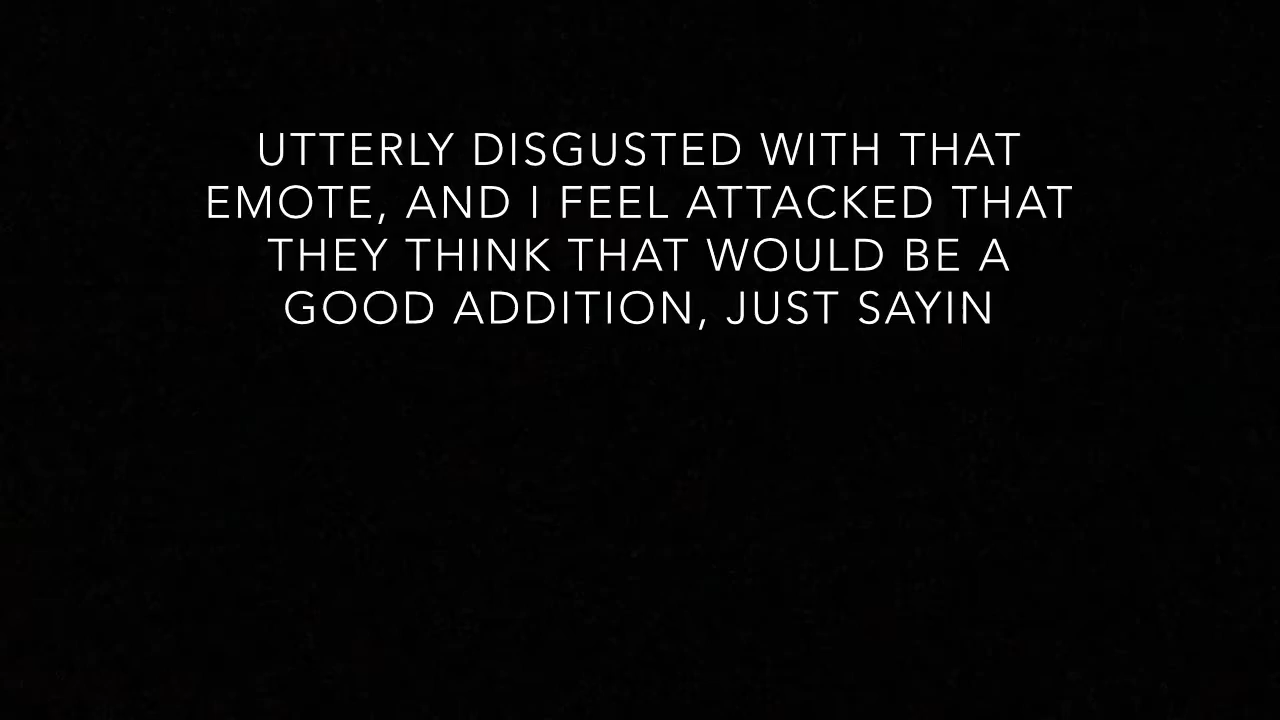 UTTERLY DISGUSTED WITH THAT
EMOTE, AND I FEEL ATTACKED THAT
THEY THINK THAT WOULD BE A
GOOD ADDITION, JUST SAYIN